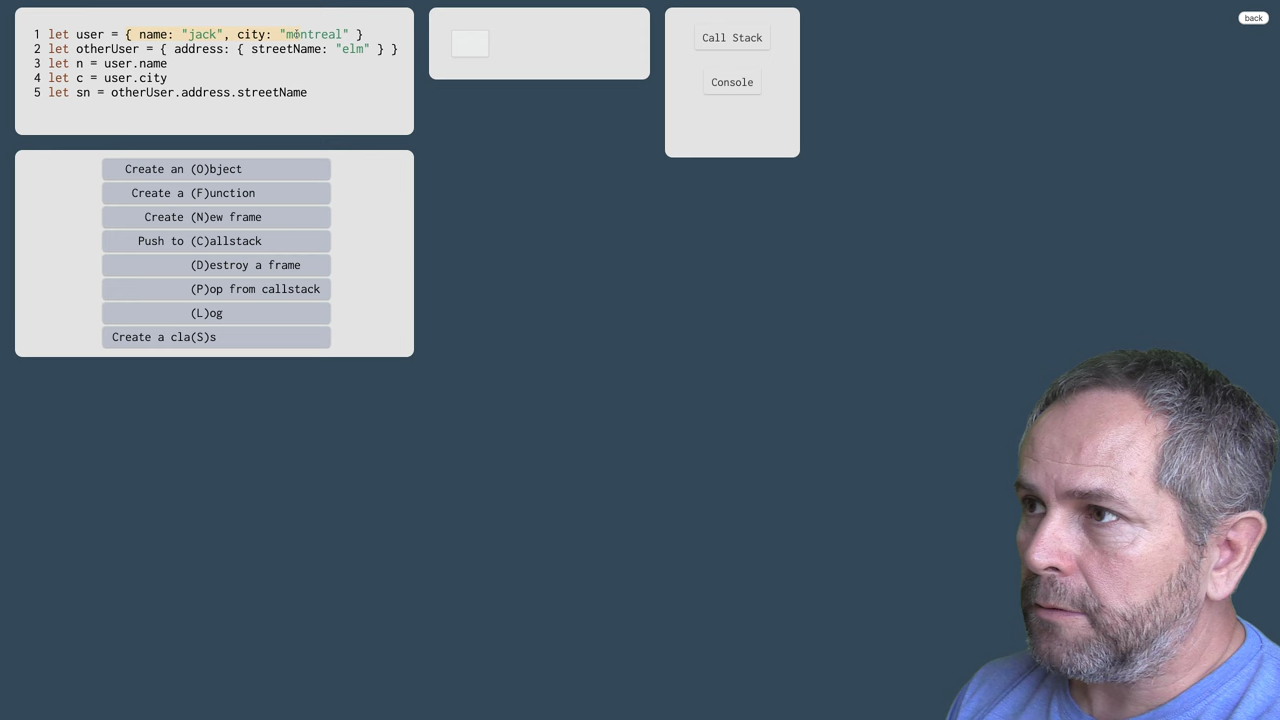 1 let user = { name: "jack", city: "montreal" }
2 let otherUser = { address: { streetName: "elm" } }
3 let n = user.name
4 let c = user.city
5 let sn = otherUser.address.streetName
Create an (O)bject
Create a (F)unction
Create (N)ew frame
Push to (C)allstack
(D)estroy a frame
(P)op from callstack
(L)og
Create a cla(S)s
Call Stack
Console
back